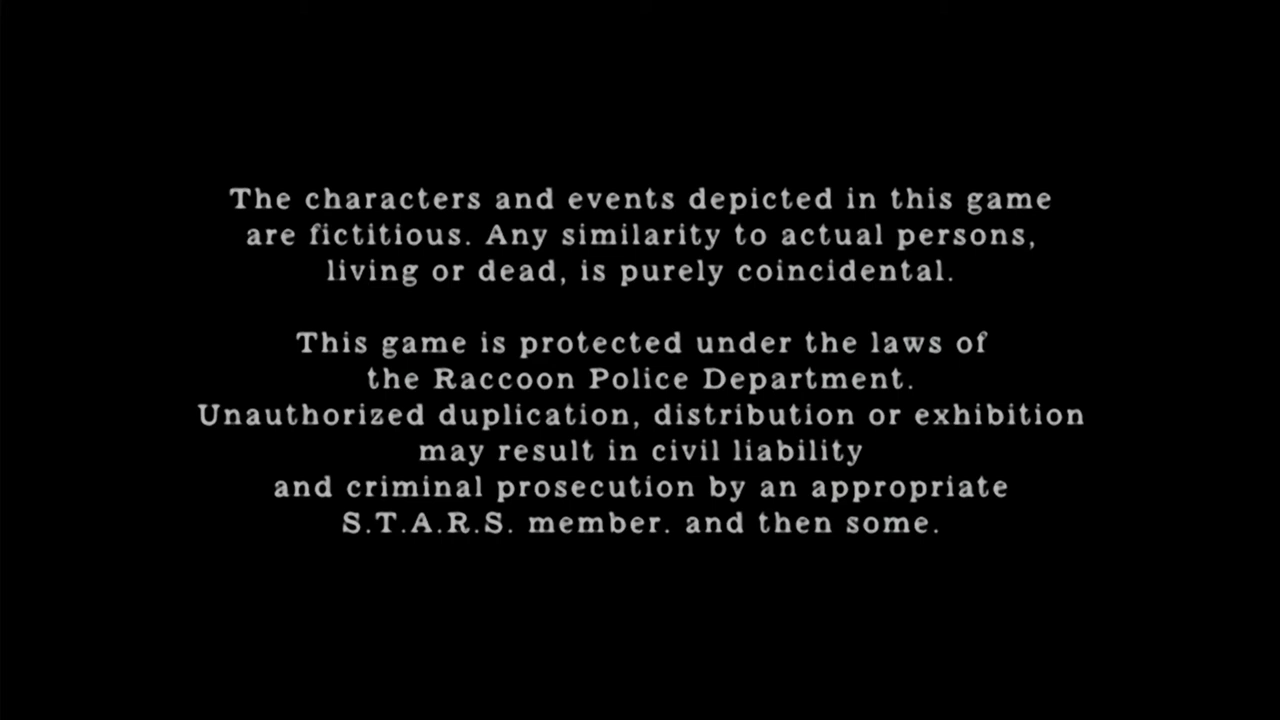 The characters and events depicted in this game
are fictitious. Any similarity to actual persons,
living or dead, is purely coincidental.
This game is protected under the laws of
the Raccoon Police Department.
Unauthorized duplication, distribution or exhibition
may result in civil liability
and criminal prosecution by an appropriate
S.T.A.R.S. member. and then some.